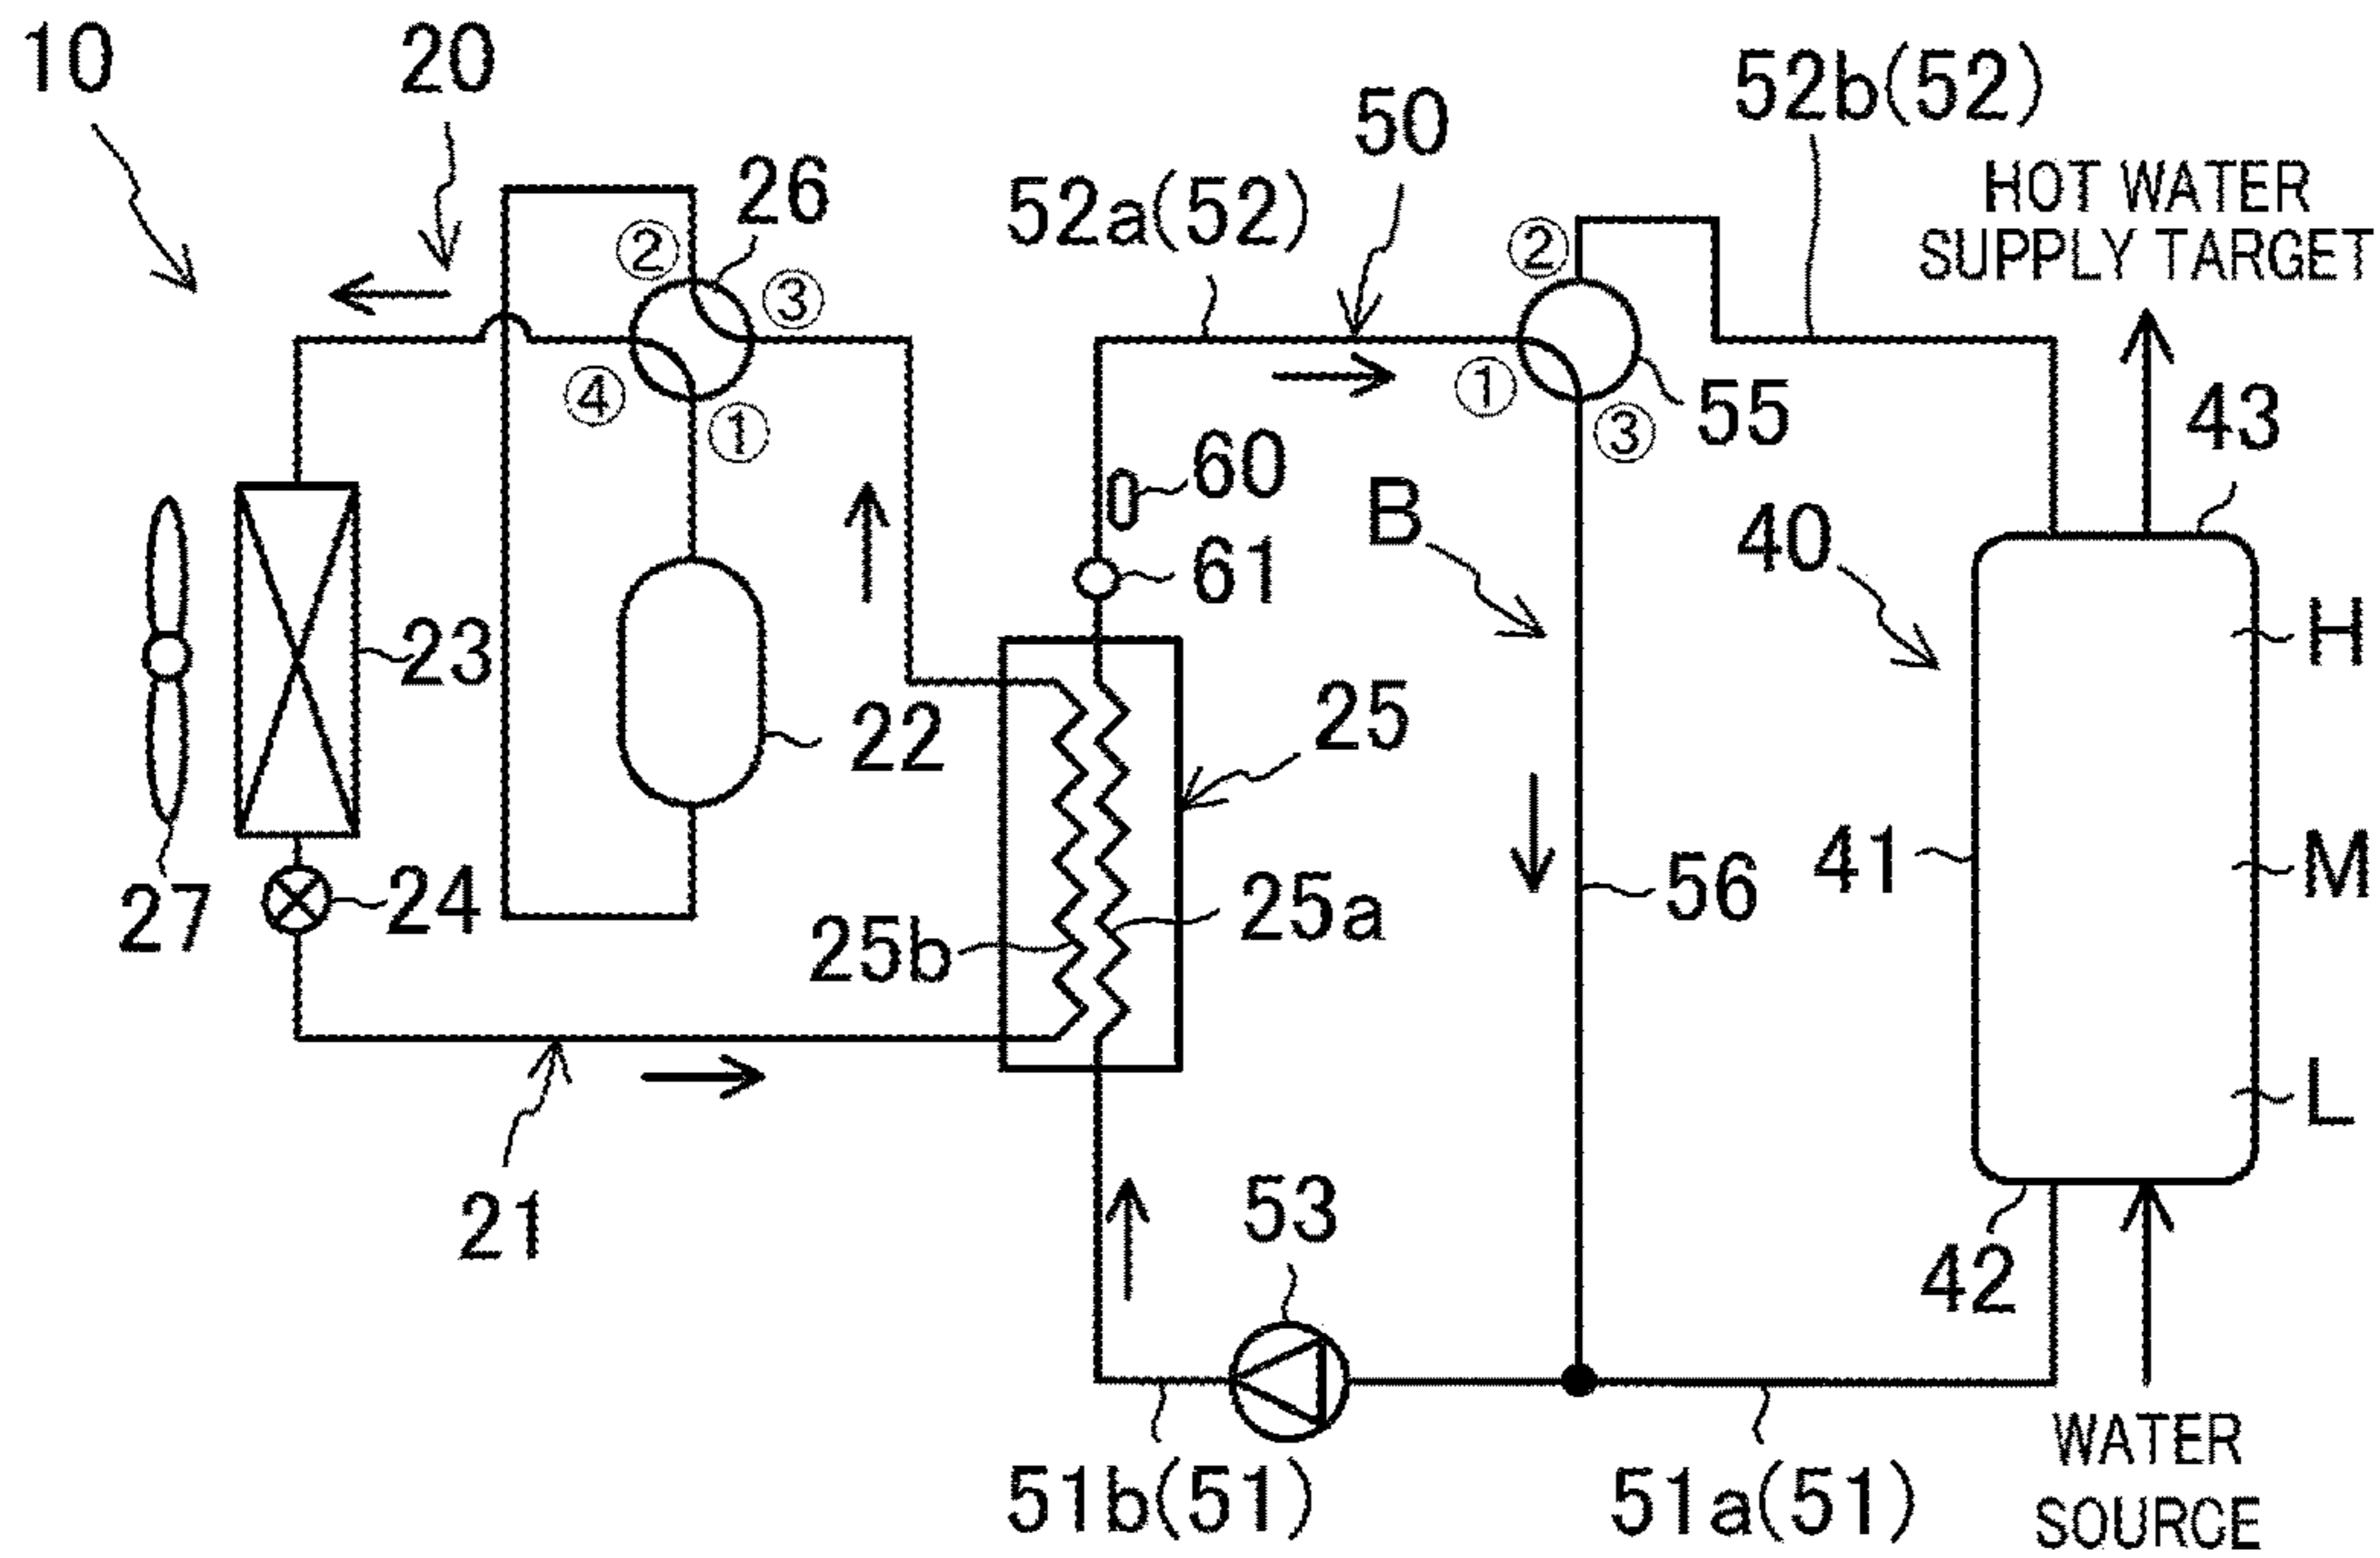 10
20
52b(52)
50
26
52a(52)
HOT WATER
SUPPLY TARGET
②
②
③
④
①
①
③
55
43
60
B
40
61
H
23
25
22
M
41
56
24
25a
27
25b
L
53
21
42
WATER
SOURCE
51b(51)
51a(51)